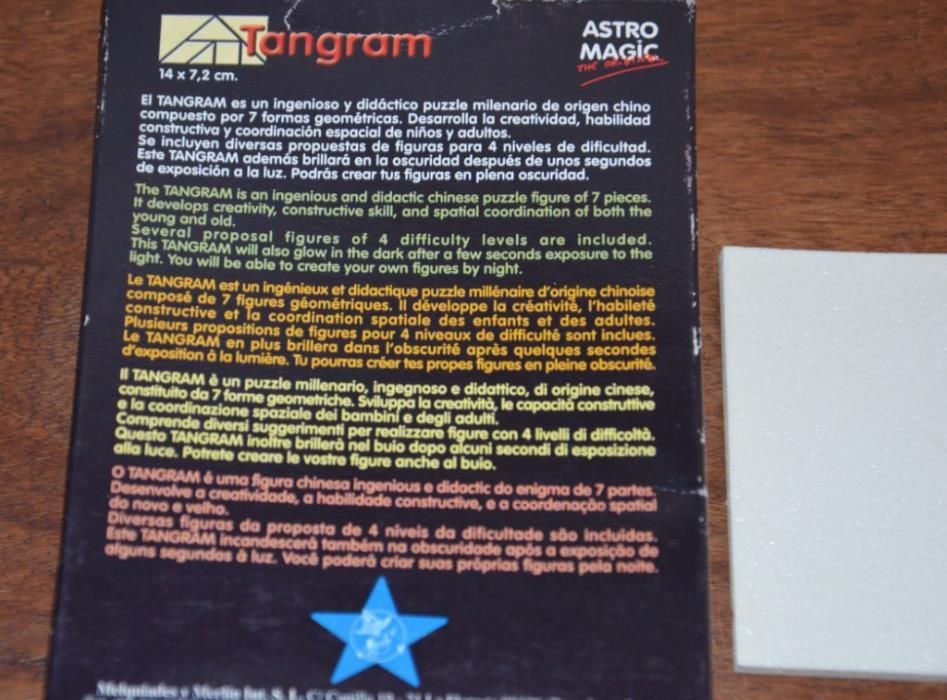 Tangram
ASTRO
MAGIC
THE ORIGINAL
14 x 7,2 cm.
El TANGRAM es un ingenioso y didáctico puzzle milenario de origen chino
compuesto por 7 formas geométricas. Desarrolla la creatividad, habilidad
constructiva y coordinación espacial de niños y adultos.
Se incluyen diversas propuestas de figuras para 4 niveles de dificultad.
Este TANGRAM además brillará en la oscuridad después de unos segundos
de exposición a la luz. Podrás crear tus figuras en plena oscuridad.
The TANGRAM is an ingenious and didactic chinese puzzle figure of 7 pieces.
It develops creativity, constructive skill, and spatial coordination of both the
young and old.
Several proposal figures of 4 difficulty levels are included.
This TANGRAM will also glow in the dark after a few seconds exposure to the
light. You will be able to create your own figures by night.
Le TANGRAM est un ingénieux et didactique puzzle millénaire d'origine chinoise
composé de 7 figures géométriques. Il développe la créativité, l'habileté
constructive et la coordination spatiale des enfants et des adultes.
Plusieurs propositions de figures pour 4 niveaux de difficulté sont inclues.
Le TANGRAM en plus brillera dans l'obscurité après quelques secondes
d'exposition à la lumière. Tu pourras créer tes propes figures en pleine obscurité.
Il TANGRAM è un puzzle millenario, ingegnoso e didattico, di origine cinese,
constituito da 7 forme geometriche. Sviluppa la creatività, le capacità construttive
e la coordinazione spaziale dei bambini e degli adulti.
Comprende diversi suggerimenti per realizzare figure con 4 livelli di difficoltà.
Questo TANGRAM inoltre brillerà nel buio dopo alcuni secondi di esposizione
alla luce. Potrete creare le vostre figure anche al buio.
O TANGRAM é uma figura chinesa ingenious e didactic do enigma de 7 partes.
Desenvolve a creatividade, a habilidade constructive, e a coordenação spatial
do novo e velho.
Diversas figuras da proposta de 4 niveis da dificultade são incluidas.
Este TANGRAM incandescerá também na obscuridade após a exposição de
alguns segundos à luz. Você poderá criar suas próprias figuras pela noite.
Melquiades y Merlin Int. S. L.